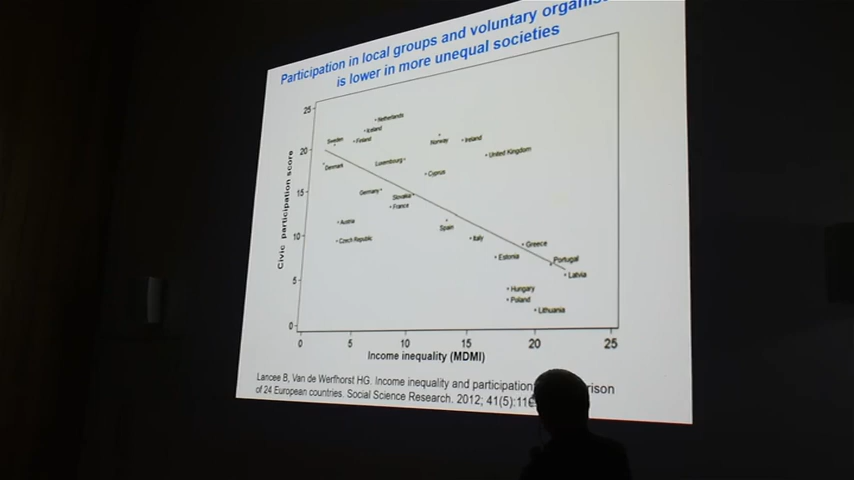 Participation in local groups and voluntary
is lower in more unequal societies
25
20
15
10
5
0
Civic participation score
Netherlands
Iceland
Sweden
Finland
Norway
Ireland
United Kingdom
Luxembourg
Denmark
Cyprus
Germany
Slovakia
France
Austria
Czech Republic
Spain
Italy
Greece
Estonia
Portugal
Latvia
Hungary
Poland
Lithuania
0 5 10 15 20 25
Income inequality (MDMI)
Lancee B, Van de Werfhorst HG. Income inequality and participation:
of 24 European countries. Social Science Research. 2012; 41(5):